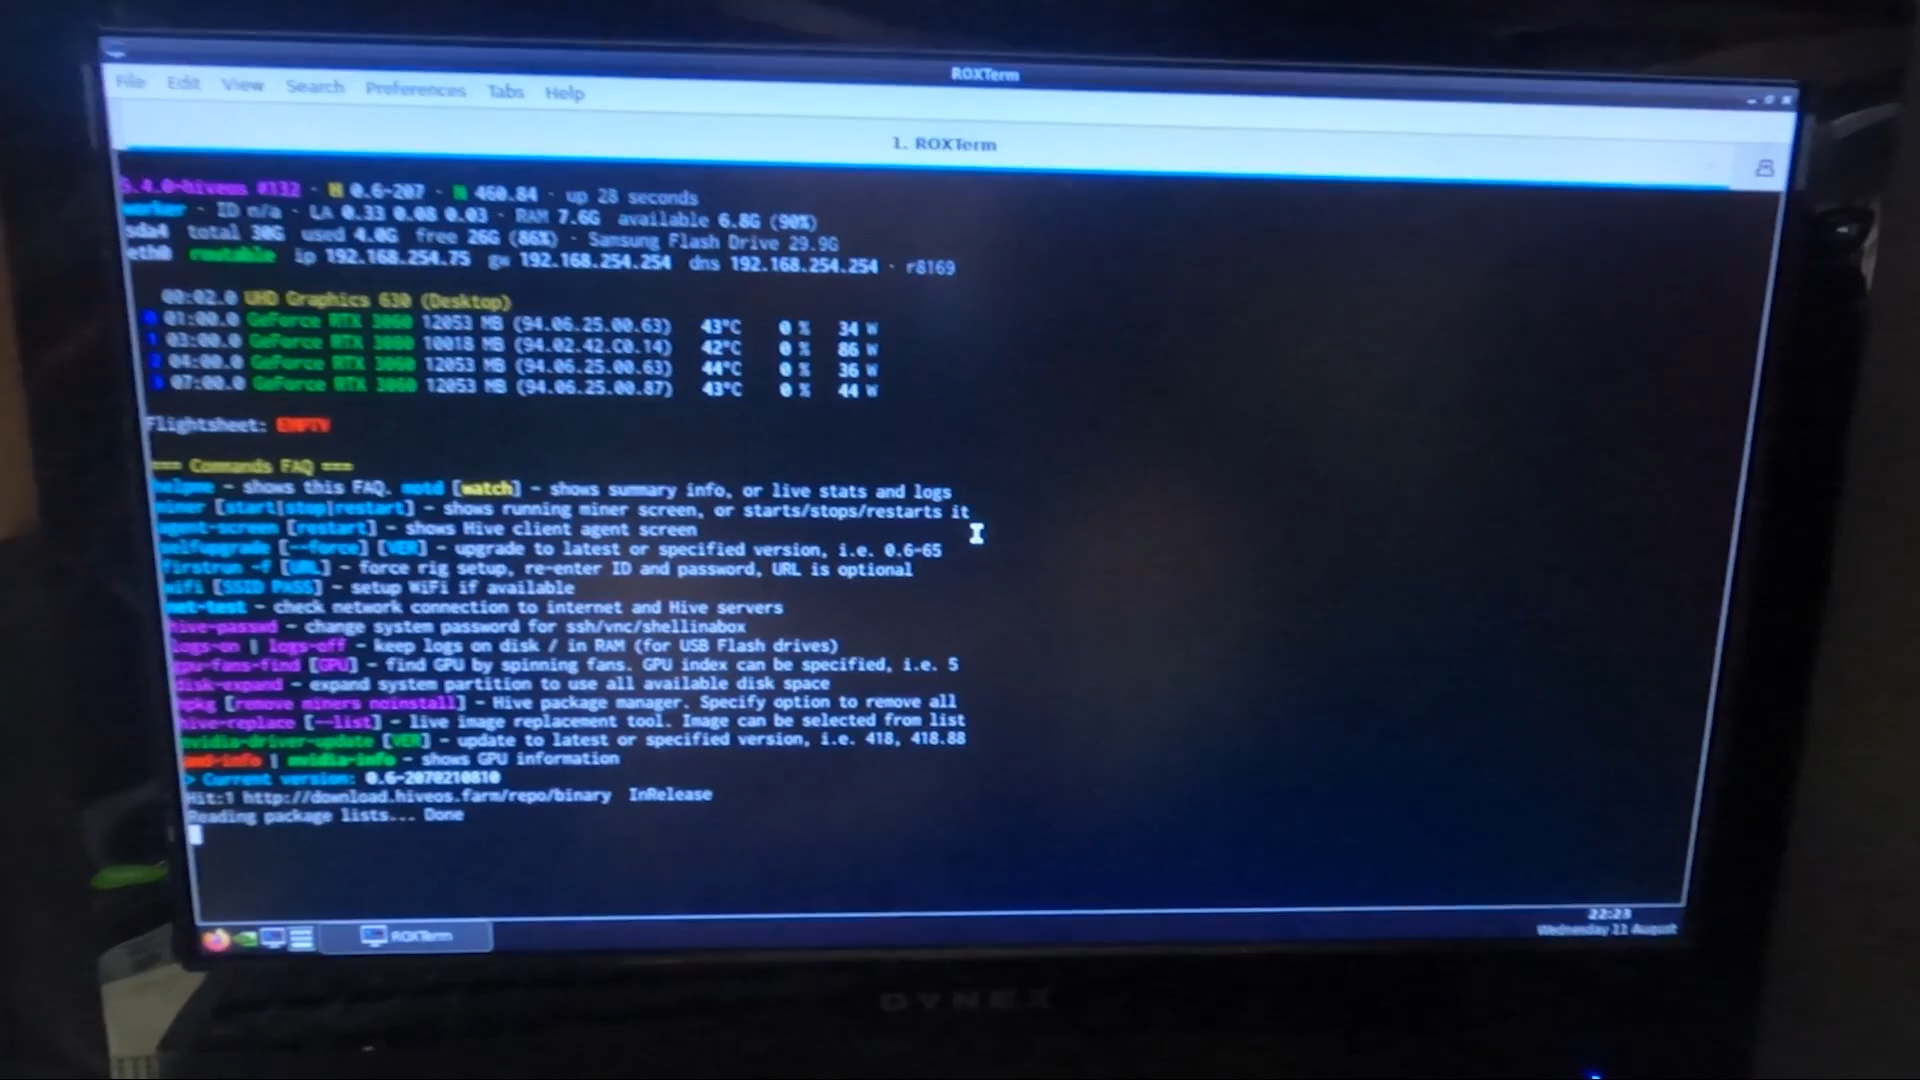 ROXTerm
File Edit View Search Preferences Tabs Help
1. ROXTerm
5.4.0-hiveos #132 · H 0.6-207 · N 460.84 · up 28 seconds
worker · ID n/a · LA 0.33 0.08 0.03 · RAM 7.6G available 6.8G (90%)
sda4 total 30G used 4.0G free 26G (86%) · Samsung Flash Drive 29.9G
eth0 routable ip 192.168.254.75 gw 192.168.254.254 dns 192.168.254.254 · r8169
00:02.0 UHD Graphics 630 (Desktop)
0 01:00.0 GeForce RTX 3060 12053 MB (94.06.25.00.63) 43°C 0 % 34 W
1 03:00.0 GeForce RTX 3080 10018 MB (94.02.42.C0.14) 42°C 0 % 86 W
2 04:00.0 GeForce RTX 3060 12053 MB (94.06.25.00.63) 44°C 0 % 36 W
3 07:00.0 GeForce RTX 3060 12053 MB (94.06.25.00.87) 43°C 0 % 44 W
Flightsheet: EMPTY
=== Commands FAQ ===
helpme - shows this FAQ. motd [watch] - shows summary info, or live stats and logs
miner [start|stop|restart] - shows running miner screen, or starts/stops/restarts it
agent-screen [restart] - shows Hive client agent screen
selfupgrade [--force] [VER] - upgrade to latest or specified version, i.e. 0.6-65
firstrun -f [URL] - force rig setup, re-enter ID and password, URL is optional
wifi [SSID PASS] - setup WiFi if available
net-test - check network connection to internet and Hive servers
hive-passwd - change system password for ssh/vnc/shellinabox
logs-on | logs-off - keep logs on disk / in RAM (for USB Flash drives)
gpu-fans-find [GPU] - find GPU by spinning fans. GPU index can be specified, i.e. 5
disk-expand - expand system partition to use all available disk space
hpkg [remove miners noinstall] - Hive package manager. Specify option to remove all
hive-replace [--list] - live image replacement tool. Image can be selected from list
nvidia-driver-update [VER] - update to latest or specified version, i.e. 418, 418.88
amd-info | nvidia-info - shows GPU information
> Current version: 0.6-2070210810
Hit:1 http://download.hiveos.farm/repo/binary InRelease
Reading package lists... Done
ROXTerm
22:23
Wednesday 11 August
DYNEX